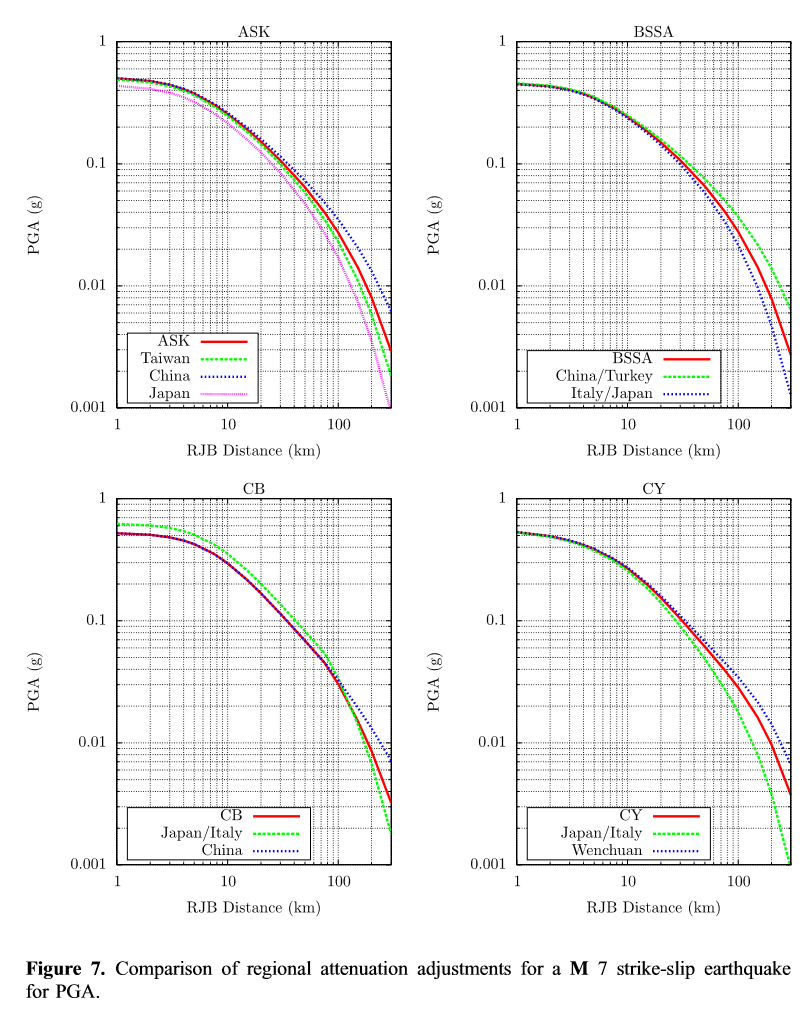 ASK
1
0.1
0.01
0.001
PGA (g)
ASK
Taiwan
China
Japan
1 10 100
RJB Distance (km)
BSSA
1
0.1
0.01
0.001
PGA (g)
BSSA
China/Turkey
Italy/Japan
1 10 100
RJB Distance (km)
CB
1
0.1
0.01
0.001
PGA (g)
CB
Japan/Italy
China
1 10 100
RJB Distance (km)
CY
1
0.1
0.01
0.001
PGA (g)
CY
Japan/Italy
Wenchuan
1 10 100
RJB Distance (km)
Figure 7. Comparison of regional attenuation adjustments for a M 7 strike-slip earthquake
for PGA.